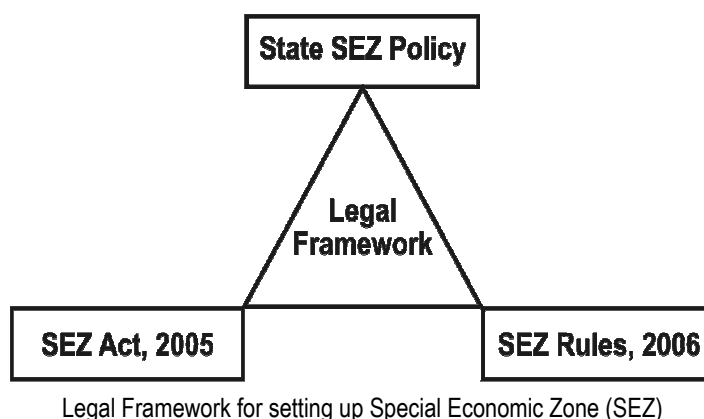 State SEZ Policy
Legal
Framework
SEZ Act, 2005
SEZ Rules, 2006
Legal Framework for setting up Special Economic Zone (SEZ)